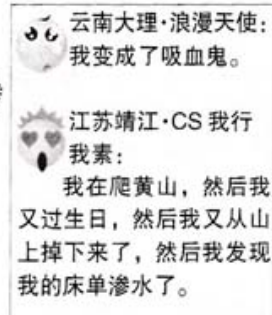 云南大理·浪漫天使：
我变成了吸血鬼。
江苏靖江·CS我行
我素：
我在爬黄山，然后我
又过生日，然后我又从山
上掉下来了，然后我发现
我的床单渗水了。